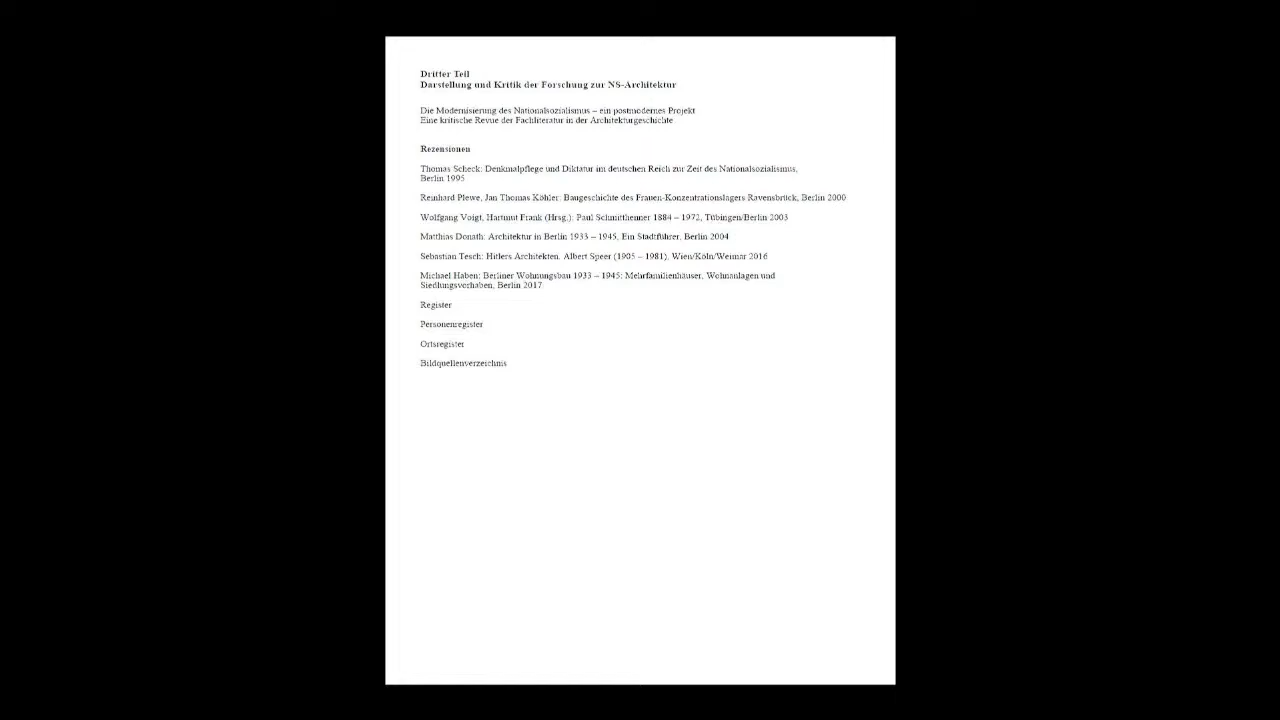 Dritter Teil
Darstellung und Kritik der Forschung zur NS-Architektur
Die Modernisierung des Nationalsozialismus – ein postmodernes Projekt
Eine kritische Revue der Fachliteratur in der Architekturgeschichte
Rezensionen
Thomas Scheck: Denkmalpflege und Diktatur im deutschen Reich zur Zeit des Nationalsozialismus,
Berlin 1995
Reinhard Plewe, Jan Thomas Köhler: Baugeschichte des Frauen-Konzentrationslagers Ravensbrück, Berlin 2000
Wolfgang Voigt, Hartmut Frank (Hrsg.): Paul Schmitthenner 1884 – 1972, Tübingen/Berlin 2003
Matthias Donath: Architektur in Berlin 1933 – 1945, Ein Stadtführer, Berlin 2004
Sebastian Tesch: Hitlers Architekten. Albert Speer (1905 – 1981), Wien/Köln/Weimar 2016
Michael Haben: Berliner Wohnungsbau 1933 – 1945: Mehrfamilienhäuser, Wohnanlagen und
Siedlungsvorhaben, Berlin 2017
Register
Personenregister
Ortsregister
Bildquellenverzeichnis